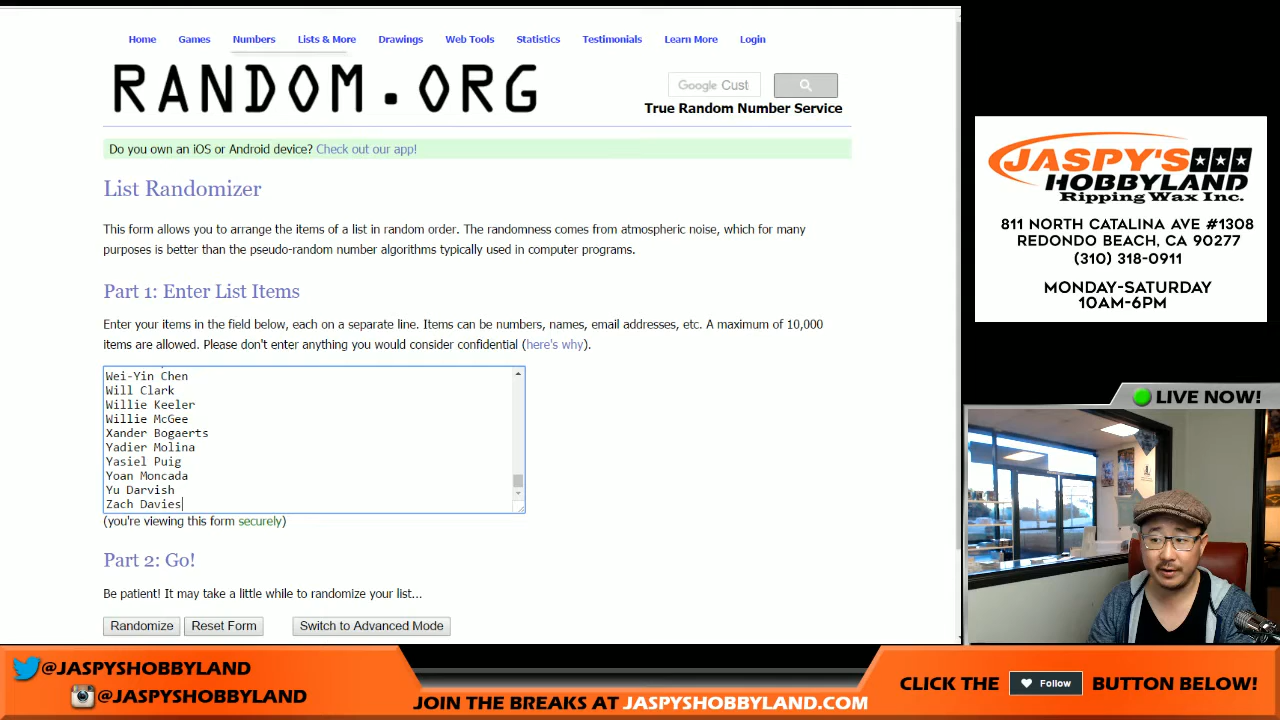 Home Games Numbers Lists & More Drawings Web Tools Statistics Testimonials Learn More Login
RANDOM.ORG
Google Cust
True Random Number Service
Do you own an iOS or Android device? Check out our app!
List Randomizer
This form allows you to arrange the items of a list in random order. The randomness comes from atmospheric noise, which for many
purposes is better than the pseudo-random number algorithms typically used in computer programs.
Part 1: Enter List Items
Enter your items in the field below, each on a separate line. Items can be numbers, names, email addresses, etc. A maximum of 10,000
items are allowed. Please don't enter anything you would consider confidential (here's why).
Wei-Yin Chen
Will Clark
Willie Keeler
Willie McGee
Xander Bogaerts
Yadier Molina
Yasiel Puig
Yoan Moncada
Yu Darvish
Zach Davies
(you're viewing this form securely)
Part 2: Go!
Be patient! It may take a little while to randomize your list...
Randomize Reset Form Switch to Advanced Mode
JASPY'S
HOBBYLAND
Ripping Wax Inc.
811 NORTH CATALINA AVE #1308
REDONDO BEACH, CA 90277
(310) 318-0911
MONDAY-SATURDAY
10AM-6PM
LIVE NOW!
@JASPYSHOBBYLAND
@JASPYSHOBBYLAND
JOIN THE BREAKS AT JASPYSHOBBYLAND.COM
CLICK THE Follow BUTTON BELOW!